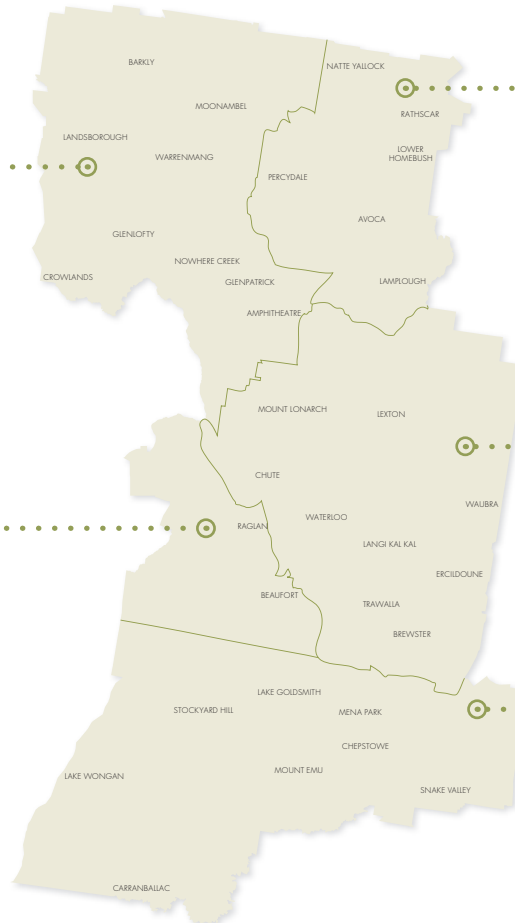 BARKLY
NATTE YALLOCK
MOONAMBEL
RATHSCAR
LANDSBOROUGH
LOWER
HOMEBUSH
WARRENMANG
PERCYDALE
AVOCA
GLENLOFTY
NOWHERE CREEK
CROWLANDS
GLENPATRICK
LAMPLOUGH
AMPHITHEATRE
MOUNT LONARCH
LEXTON
CHUTE
WAUBRA
WATERLOO
RAGLAN
LANGI KAL KAL
ERCILDOUNE
BEAUFORT
TRAWALLA
BREWSTER
LAKE GOLDSMITH
STOCKYARD HILL
MENA PARK
CHEPSTOWE
MOUNT EMU
LAKE WONGAN
SNAKE VALLEY
CARRANBALLAC